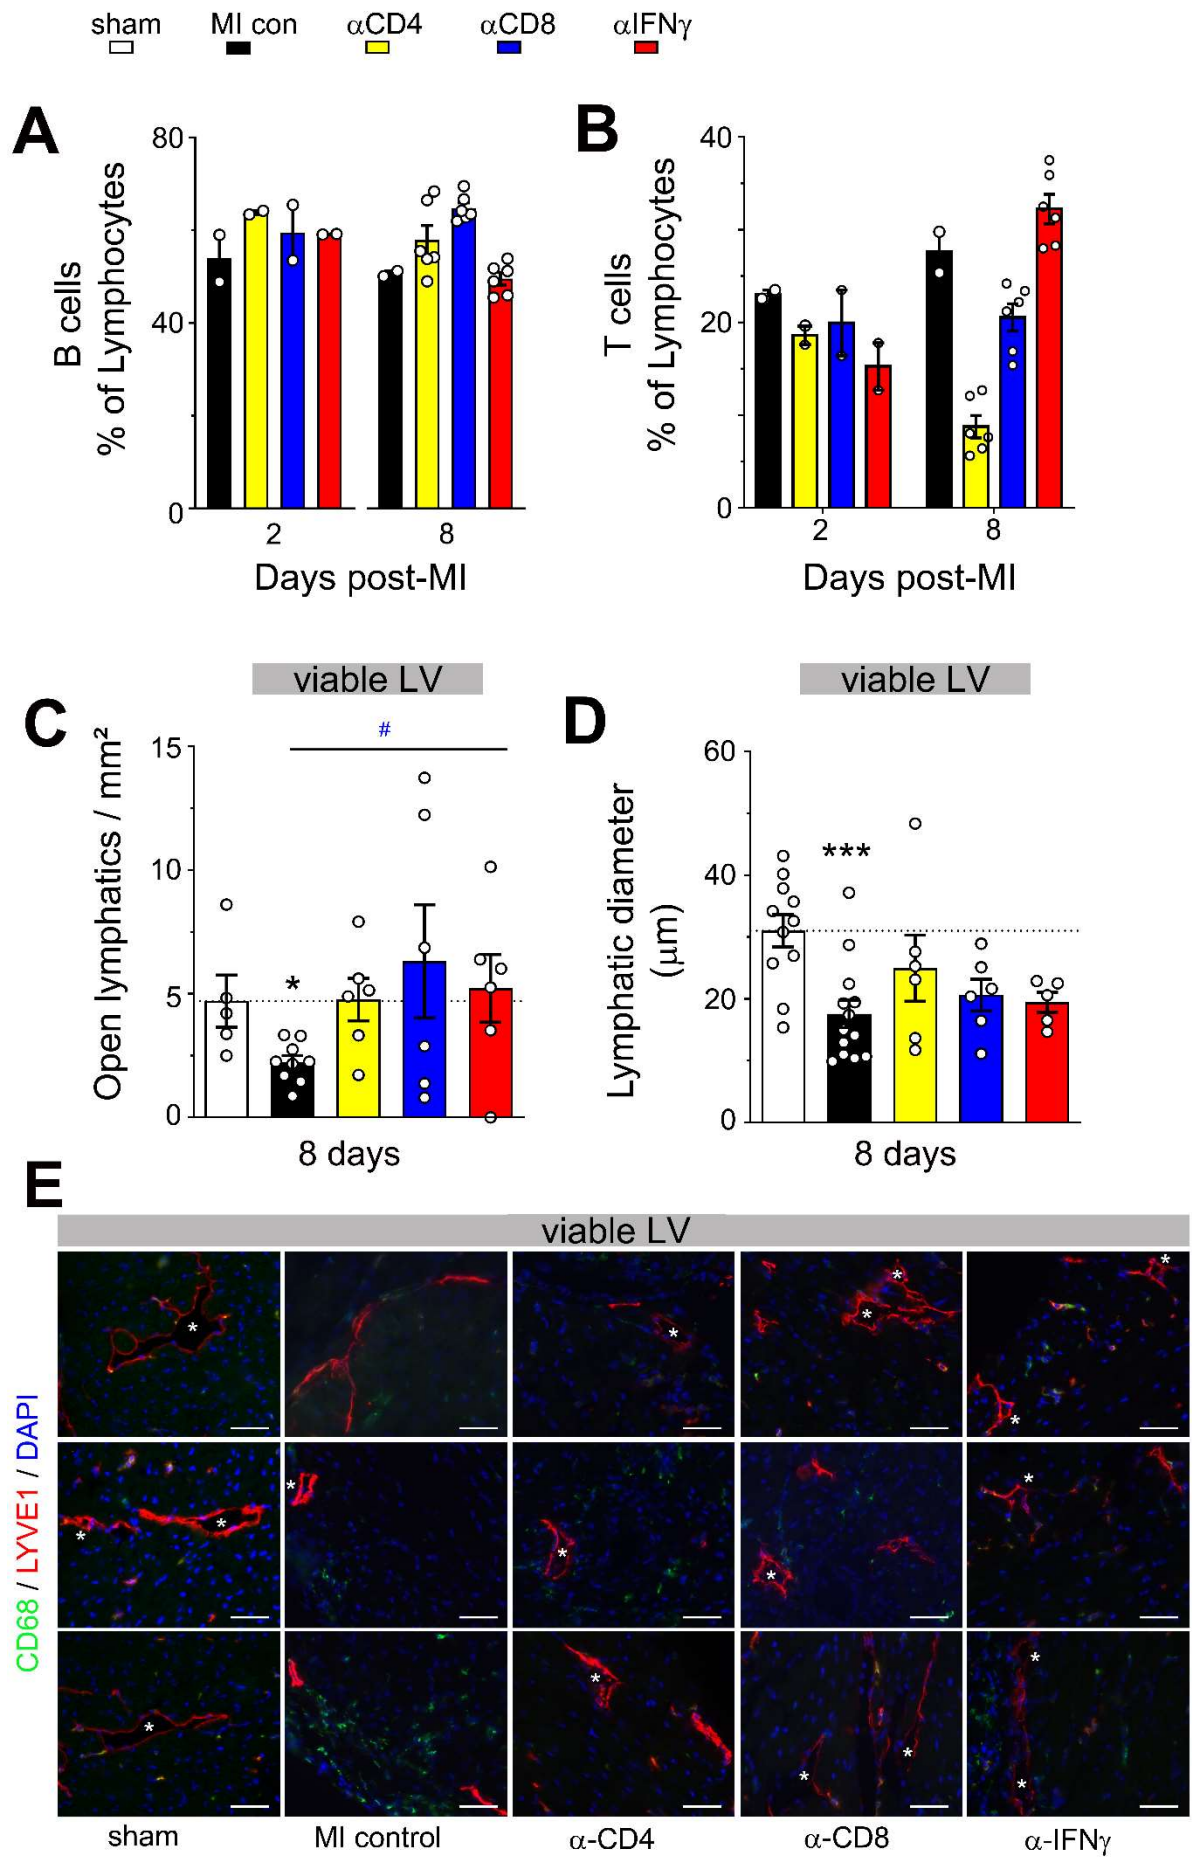 sham MI con αCD4 αCD8 αIFNγ
A
B cells
% of Lymphocytes
80
40
0
2 8
Days post-MI
B
T cells
% of Lymphocytes
40
20
0
2 8
Days post-MI
viable LV
C
Open lymphatics / mm²
#
15
10
5
0
*
8 days
viable LV
D
Lymphatic diameter
(μm)
60
40
20
0
***
8 days
E
viable LV
CD68 / LYVE1 / DAPI
* * *
* * * * *
* * * * * *
sham MI control α-CD4 α-CD8 α-IFNγ